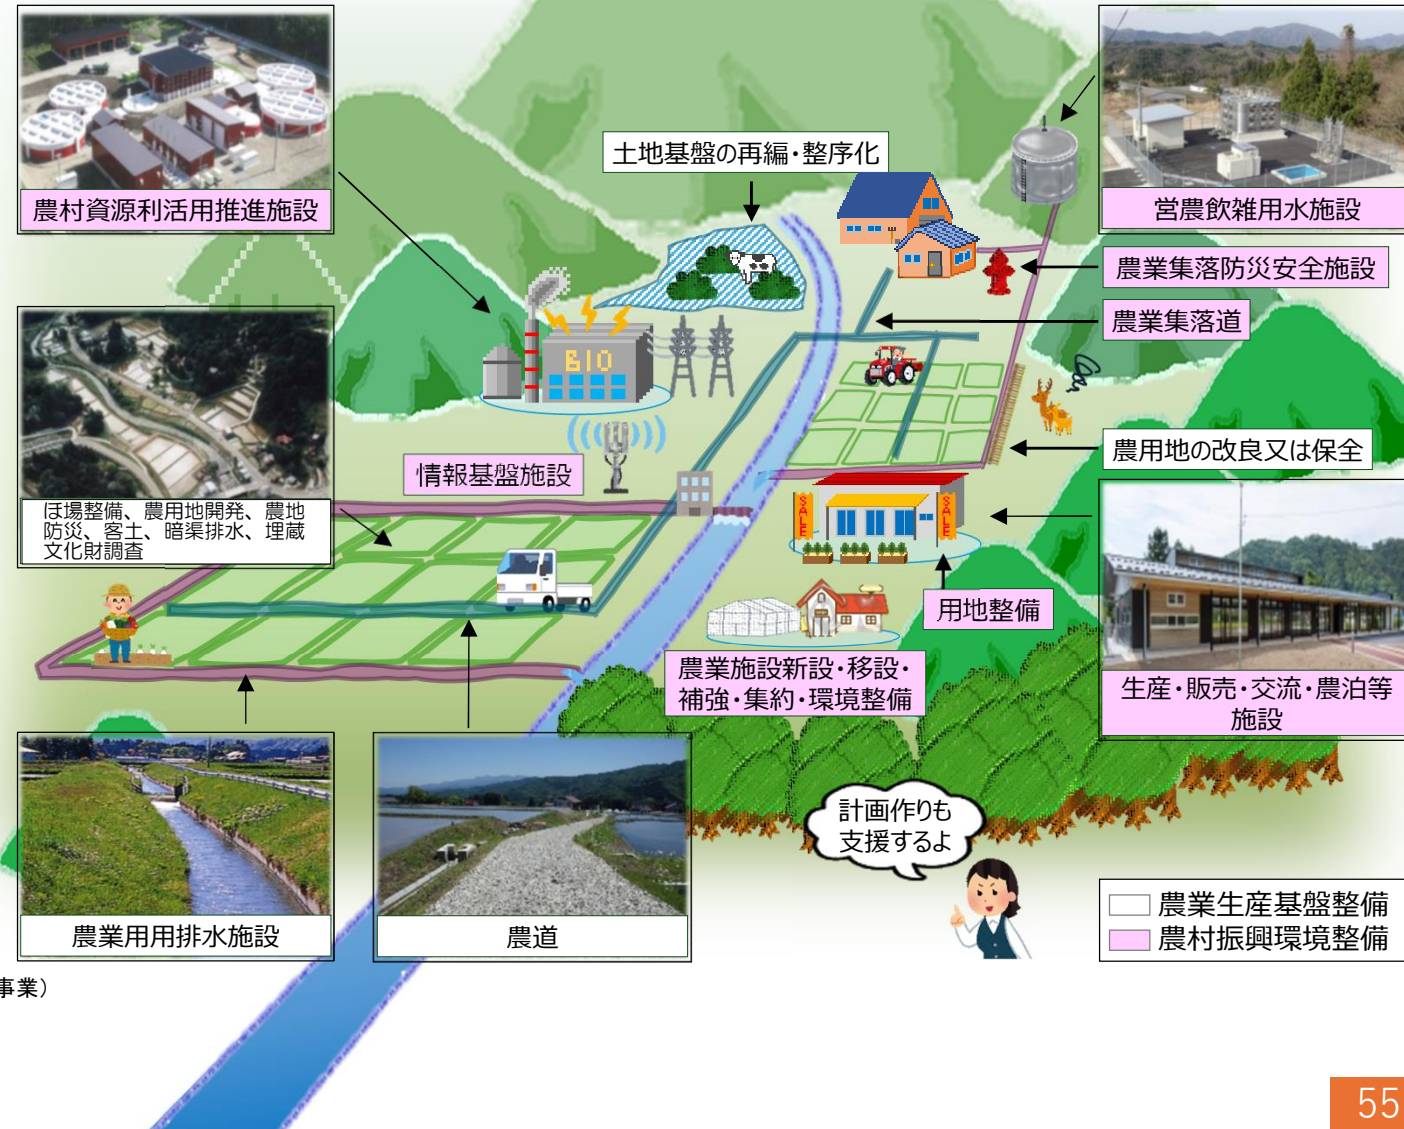 土地基盤の再編・整序化
農村資源利活用推進施設
営農飲雑用水施設
農業集落防災安全施設
農業集落道
BIO
情報基盤施設
農用地の改良又は保全
ほ場整備、農用地開発、農地
防災、客土、暗渠排水、埋蔵
文化財調査
SALE
SALE
用地整備
農業施設新設・移設・
補強・集約・環境整備
生産・販売・交流・農泊等
施設
計画作りも
支援するよ
農業用用排水施設
農道
農業生産基盤整備
農村振興環境整備
事業）
55